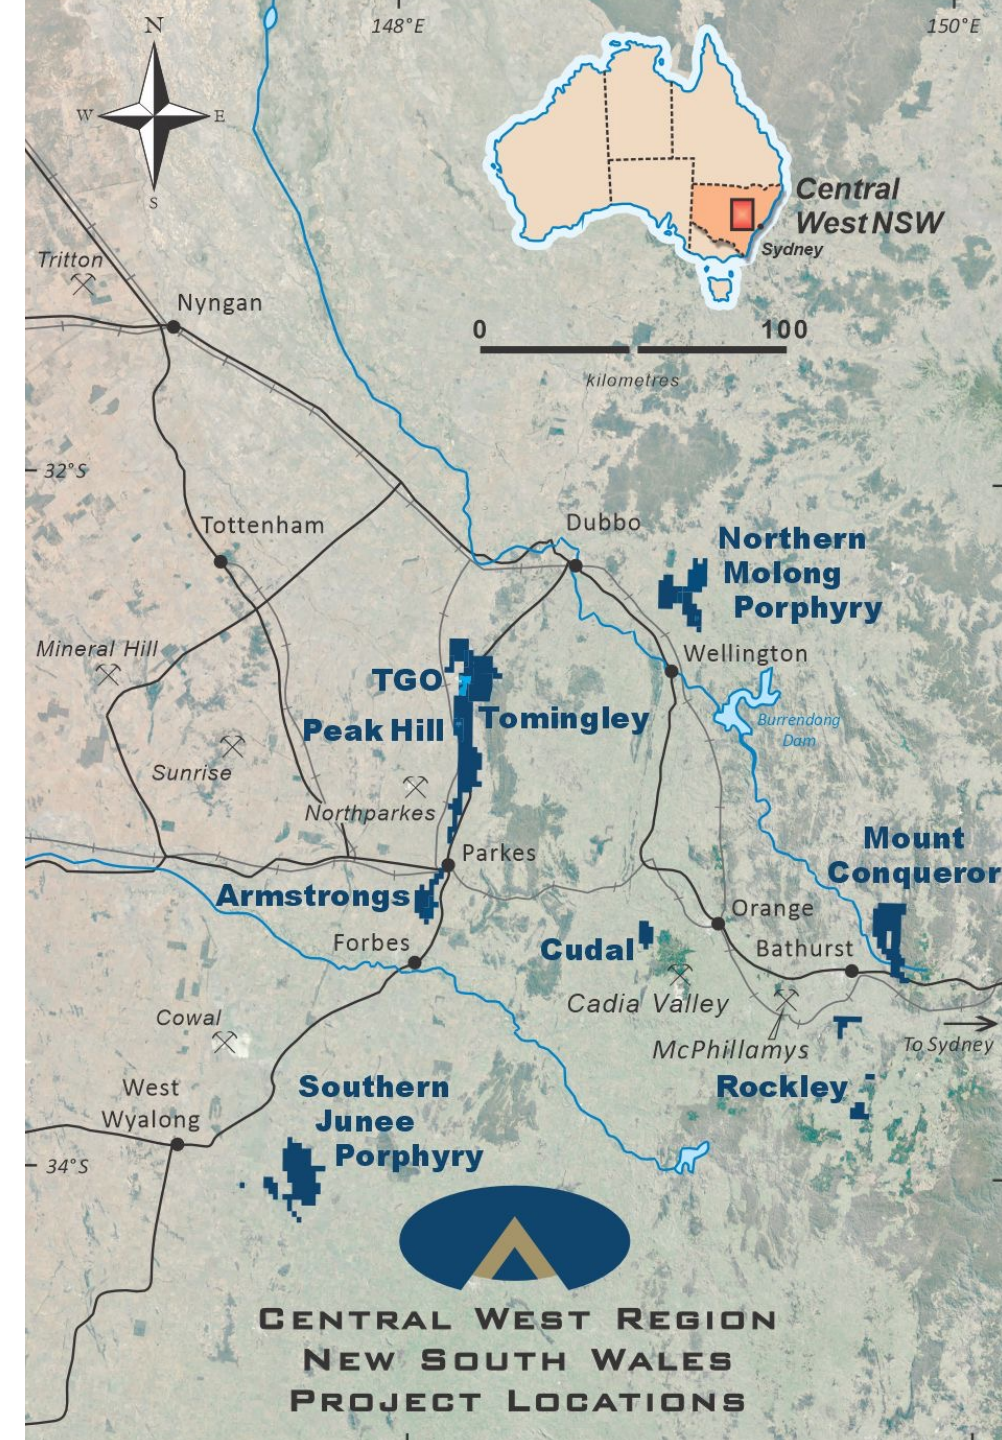 148°E
150°E
N
W
E
S
Central
West NSW
Sydney
Tritton
Nyngan
0
100
kilometres
32°S
Tottenham
Dubbo
Northern
Molong
Porphyry
Mineral Hill
Wellington
TGO
Tomingley
Peak Hill
Burrendong
Dam
Sunrise
Northparkes
Parkes
Mount
Conqueror
Armstrongs
Orange
Forbes
Cudal
Bathurst
Cadia Valley
Cowal
McPhillamys
To Sydney
West
Wyalong
Southern
Junee
Porphyry
Rockley
34°S
Central West Region
New South Wales
Project Locations